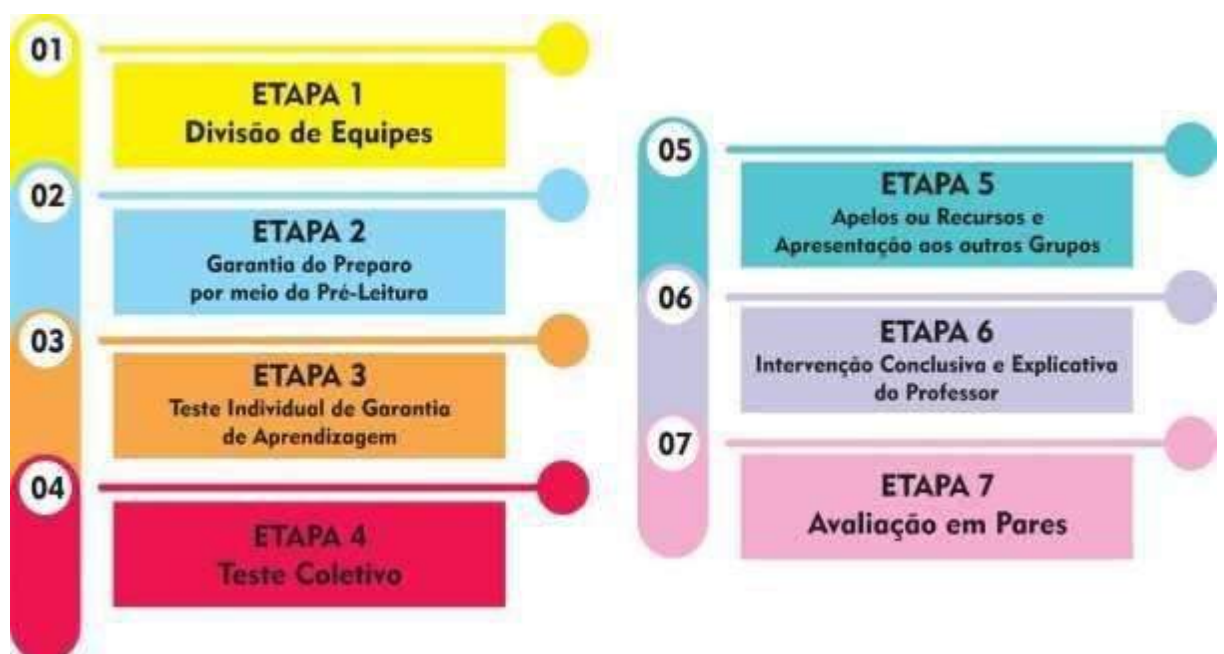 01
ETAPA 1
Divisão de Equipes
02
ETAPA 2
Garantia do Preparo
por meio da Pré-Leitura
03
ETAPA 3
Teste Individual de Garantia
de Aprendizagem
04
ETAPA 4
Teste Coletivo
05
ETAPA 5
Apelos ou Recursos e
Apresentação aos outros Grupos
06
ETAPA 6
Intervenção Conclusiva e Explicativa
do Professor
07
ETAPA 7
Avaliação em Pares